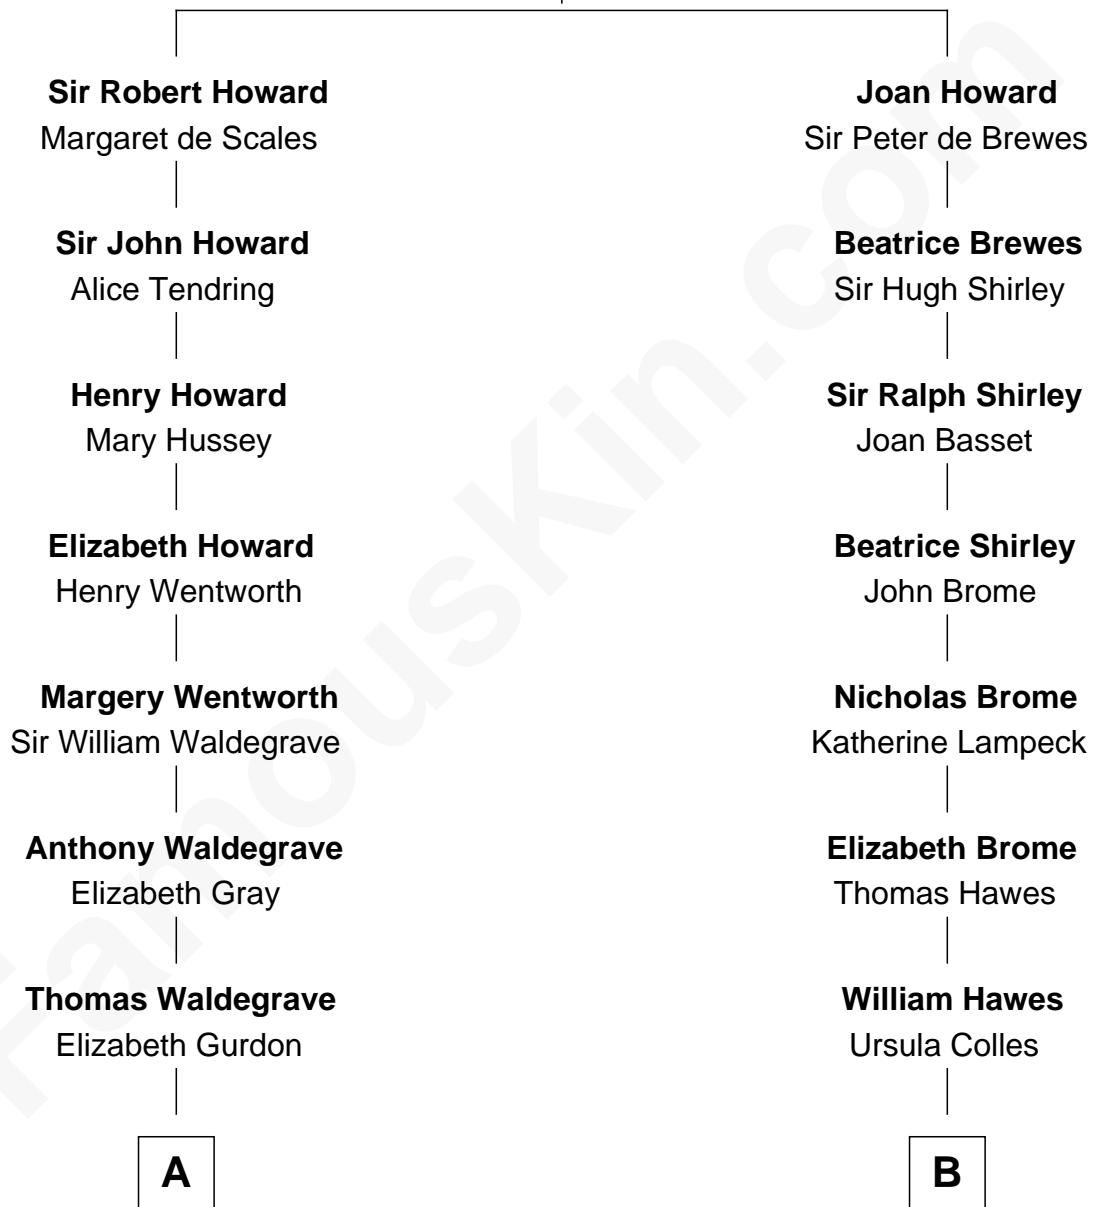 Sir Robert Howard
Margaret de Scales
Joan Howard
Sir Peter de Brewes
Sir John Howard
Alice Tendring
Beatrice Brewes
Sir Hugh Shirley
Henry Howard
Mary Hussey
Sir Ralph Shirley
Joan Basset
Elizabeth Howard
Henry Wentworth
Beatrice Shirley
John Brome
Margery Wentworth
Sir William Waldegrave
Nicholas Brome
Katherine Lampeck
Anthony Waldegrave
Elizabeth Gray
Elizabeth Brome
Thomas Hawes
Thomas Waldegrave
Elizabeth Gurdon
William Hawes
Ursula Colles
A
B
FamousKin.com